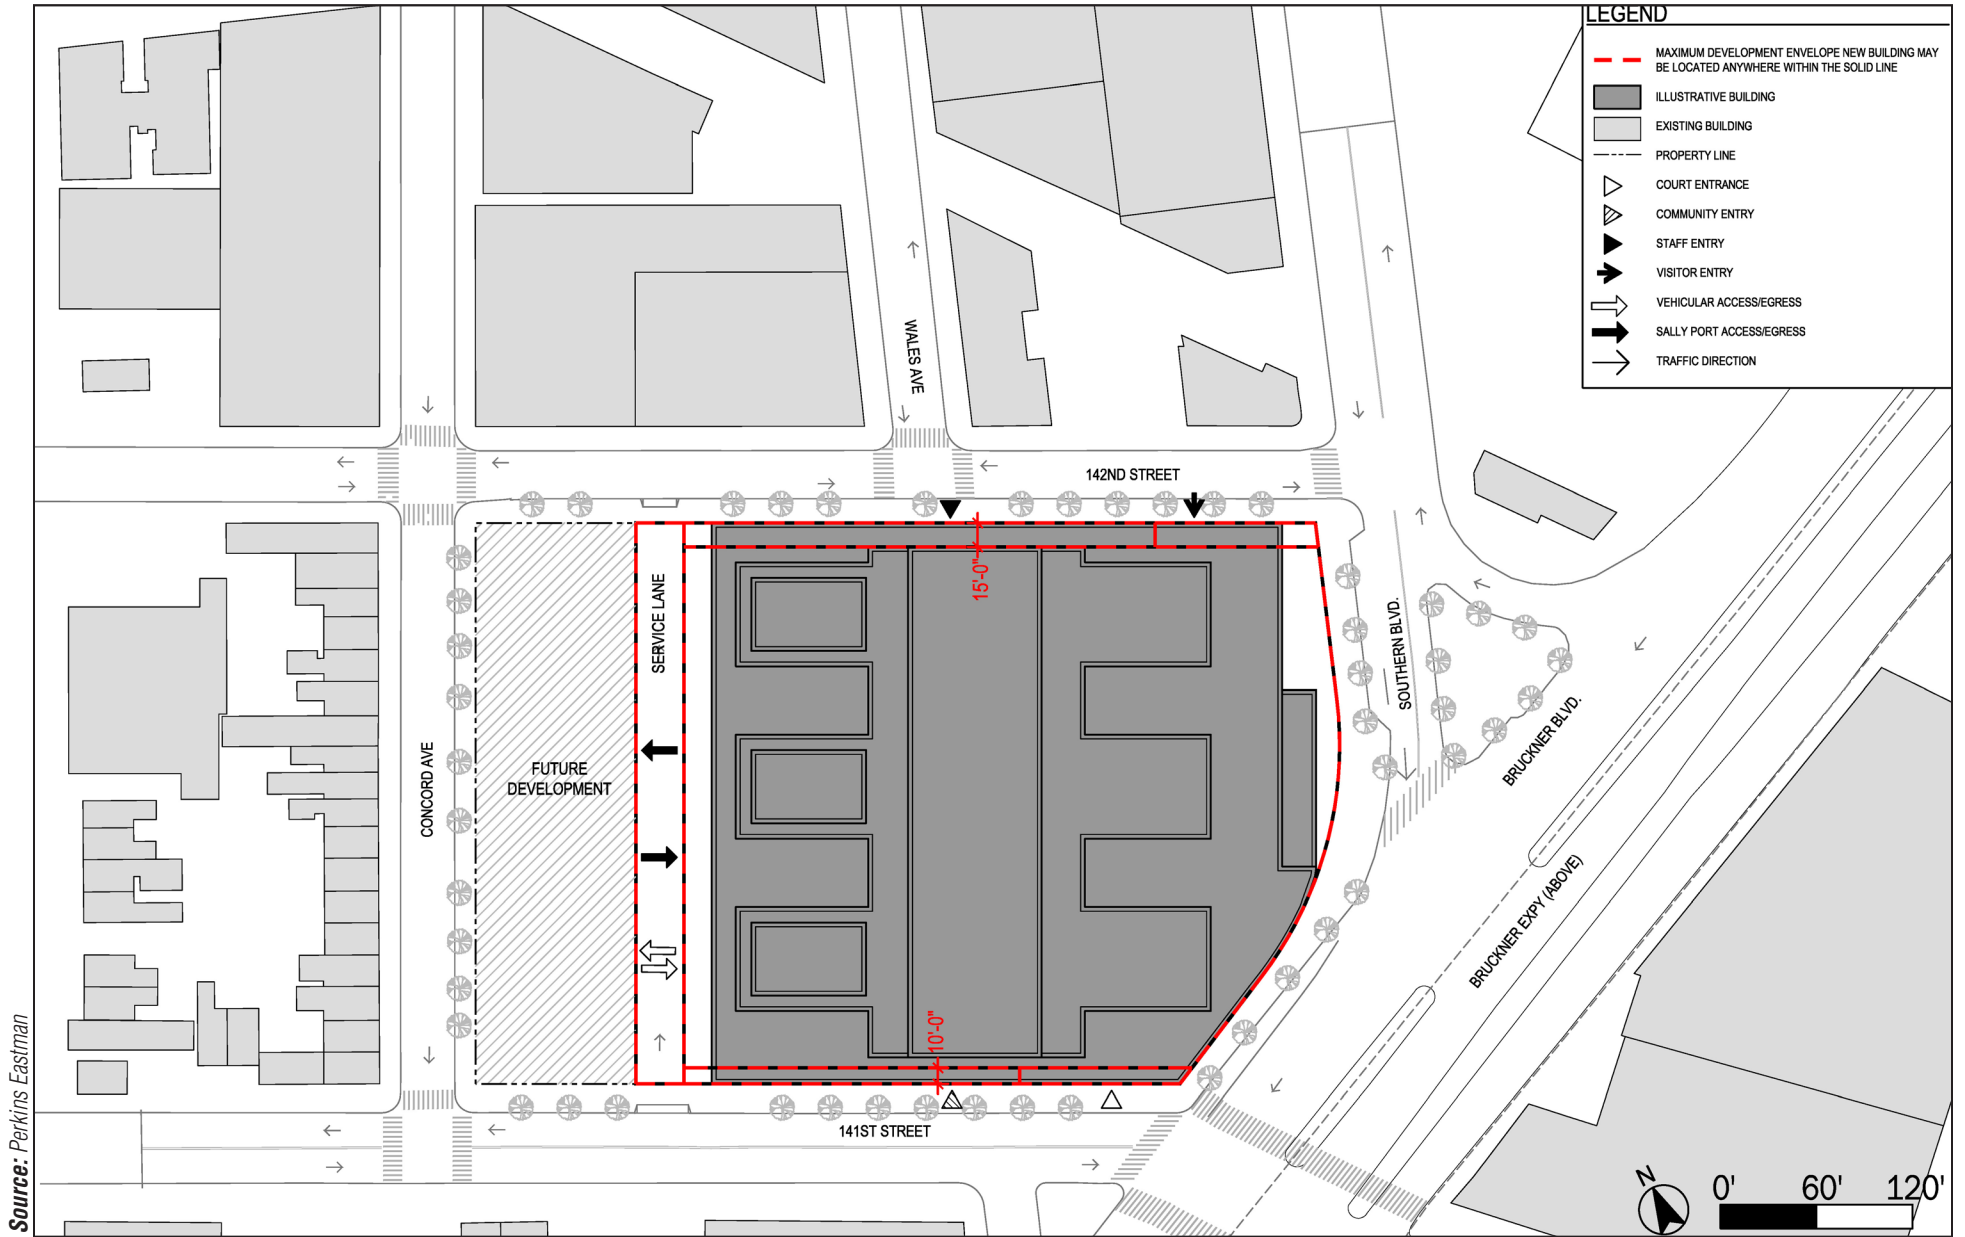 LEGEND
MAXIMUM DEVELOPMENT ENVELOPE NEW BUILDING MAY
BE LOCATED ANYWHERE WITHIN THE SOLID LINE
ILLUSTRATIVE BUILDING
EXISTING BUILDING
PROPERTY LINE
COURT ENTRANCE
COMMUNITY ENTRY
STAFF ENTRY
VISITOR ENTRY
VEHICULAR ACCESS/EGRESS
SALLY PORT ACCESS/EGRESS
TRAFFIC DIRECTION
WALES AVE
142ND STREET
15'-0"
SERVICE LANE
SOUTHERN BLVD.
BRUCKNER BLVD.
CONCORD AVE
FUTURE
DEVELOPMENT
BRUCKNER EXPY (ABOVE)
10'-0"
141ST STREET
N
0' 60' 120'
Source: Perkins Eastman